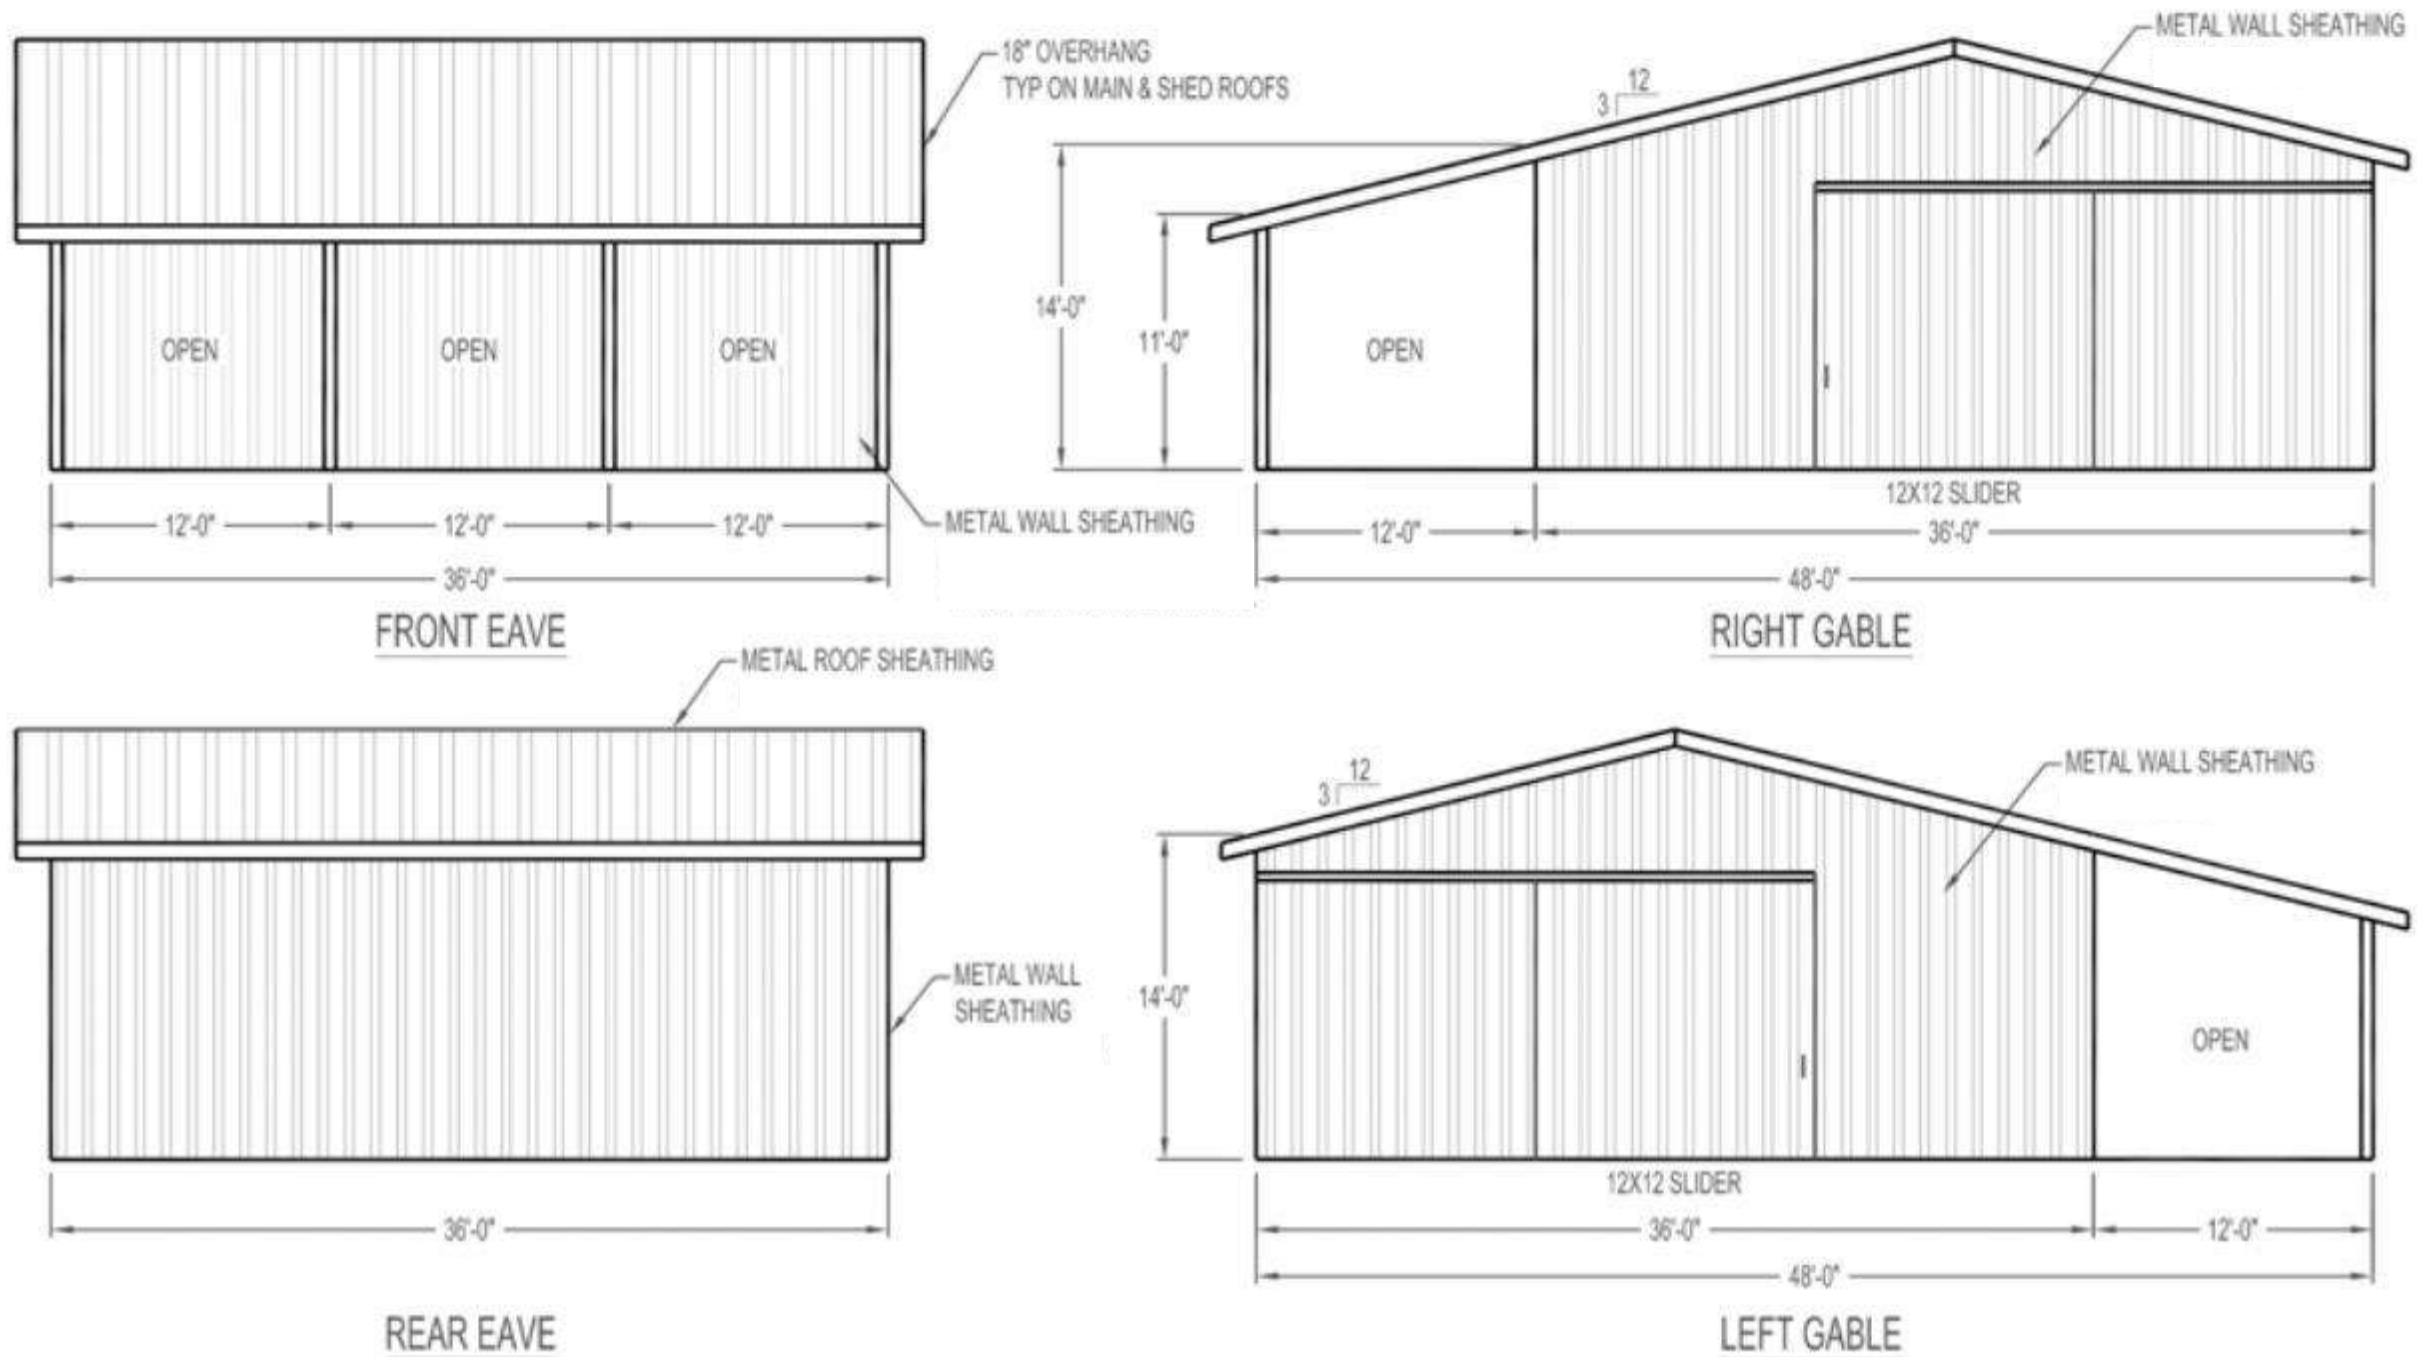 18" OVERHANG
TYP ON MAIN & SHED ROOFS
OPEN
OPEN
OPEN
METAL WALL SHEATHING
12'-0"
12'-0"
12'-0"
36'-0"
FRONT EAVE
METAL WALL SHEATHING
12
3
14'-0"
11'-0"
OPEN
12X12 SLIDER
12'-0"
36'-0"
48'-0"
RIGHT GABLE
METAL ROOF SHEATHING
METAL WALL
SHEATHING
36'-0"
REAR EAVE
12
3
METAL WALL SHEATHING
14'-0"
OPEN
12X12 SLIDER
36'-0"
12'-0"
48'-0"
LEFT GABLE